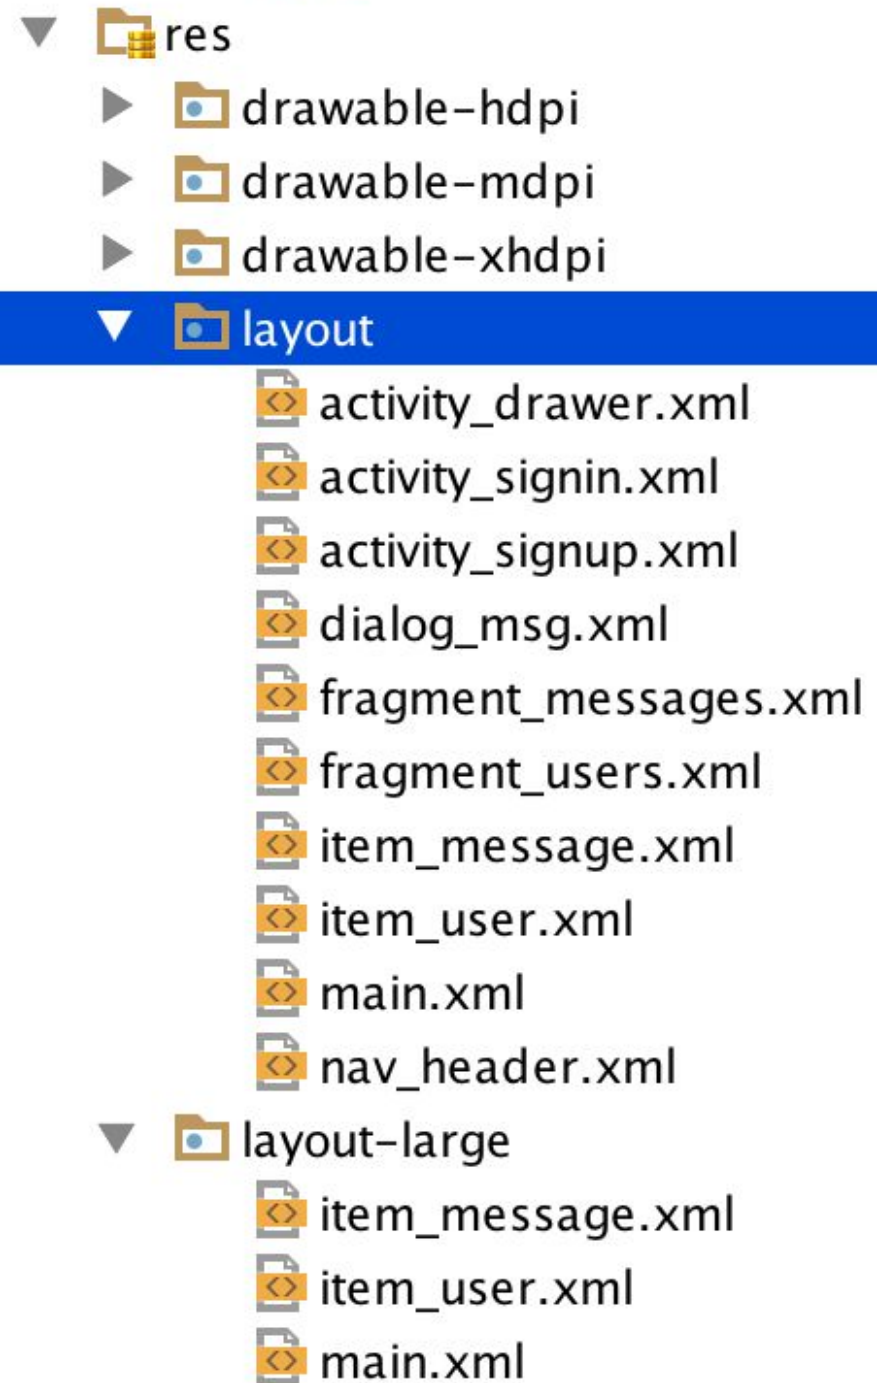 res
drawable-hdpi
drawable-mdpi
drawable-xhdpi
layout
activity_drawer.xml
activity_signin.xml
activity_signup.xml
dialog_msg.xml
fragment_messages.xml
fragment_users.xml
item_message.xml
item_user.xml
main.xml
nav_header.xml
layout-large
item_message.xml
item_user.xml
main.xml